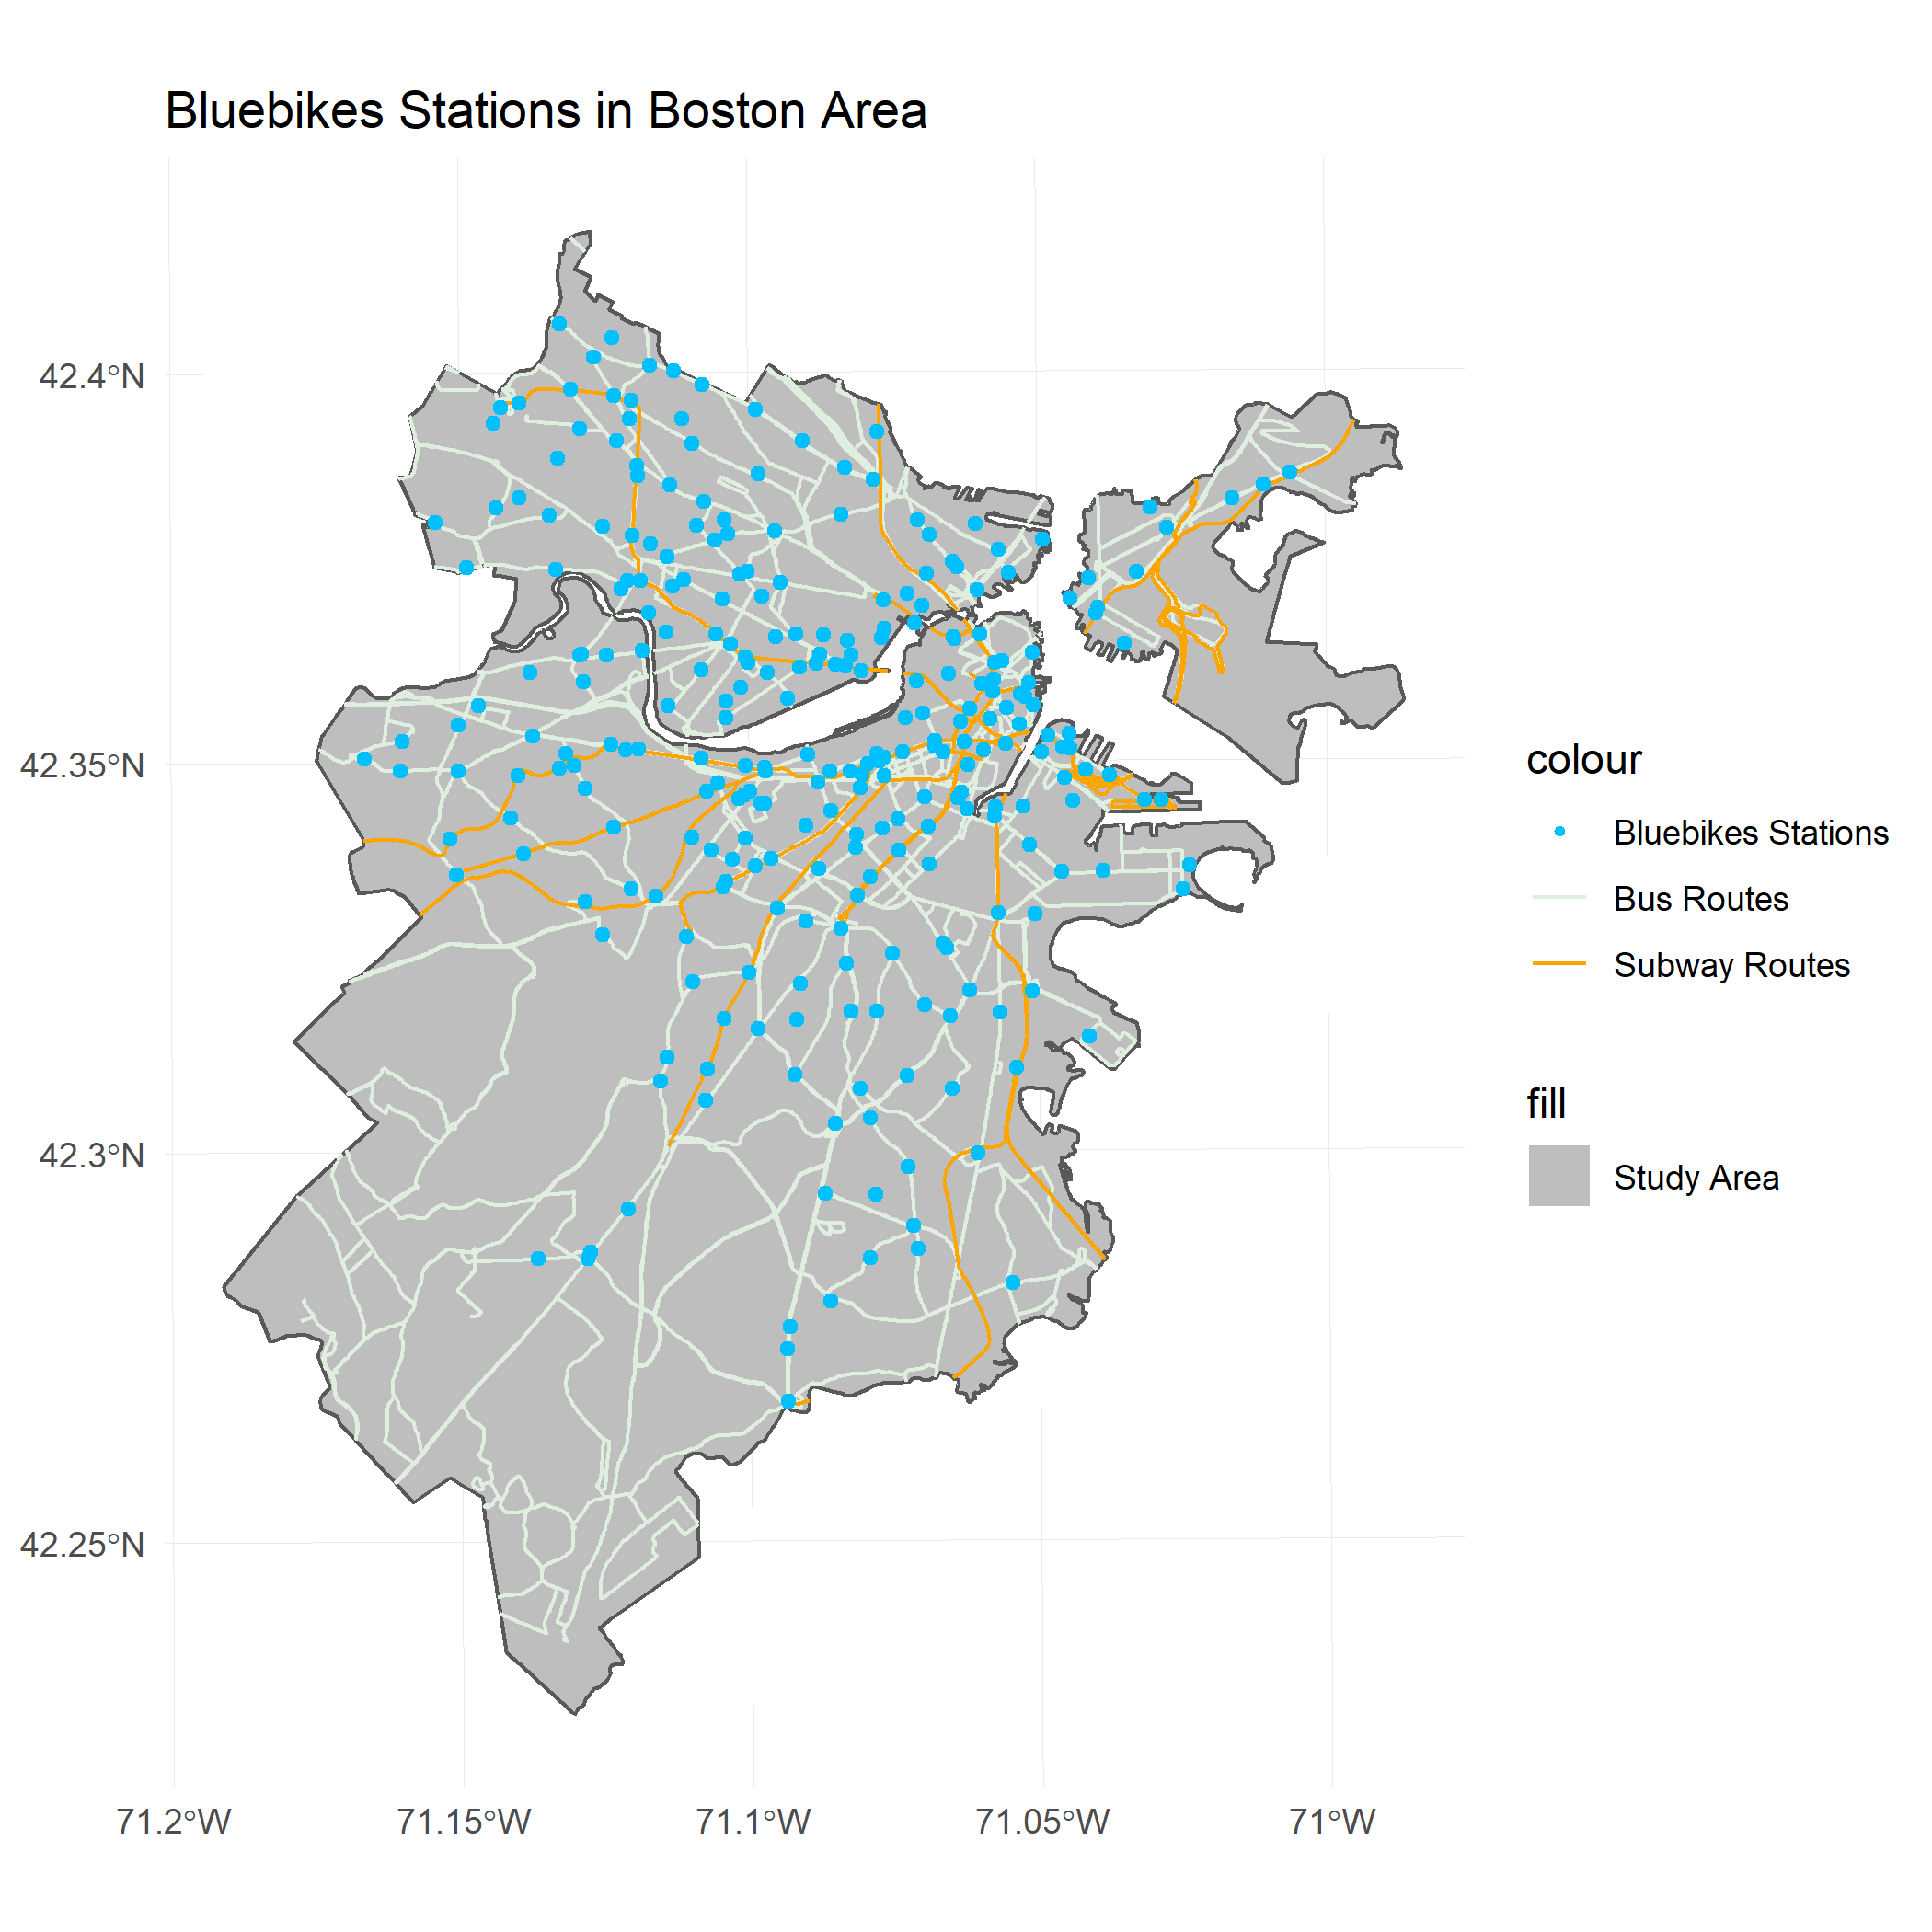 Bluebikes Stations in Boston Area
42.4°N
42.35°N
42.3°N
42.25°N
71.2°W
71.15°W
71.1°W
71.05°W
71°W
colour
Bluebikes Stations
Bus Routes
Subway Routes
fill
Study Area